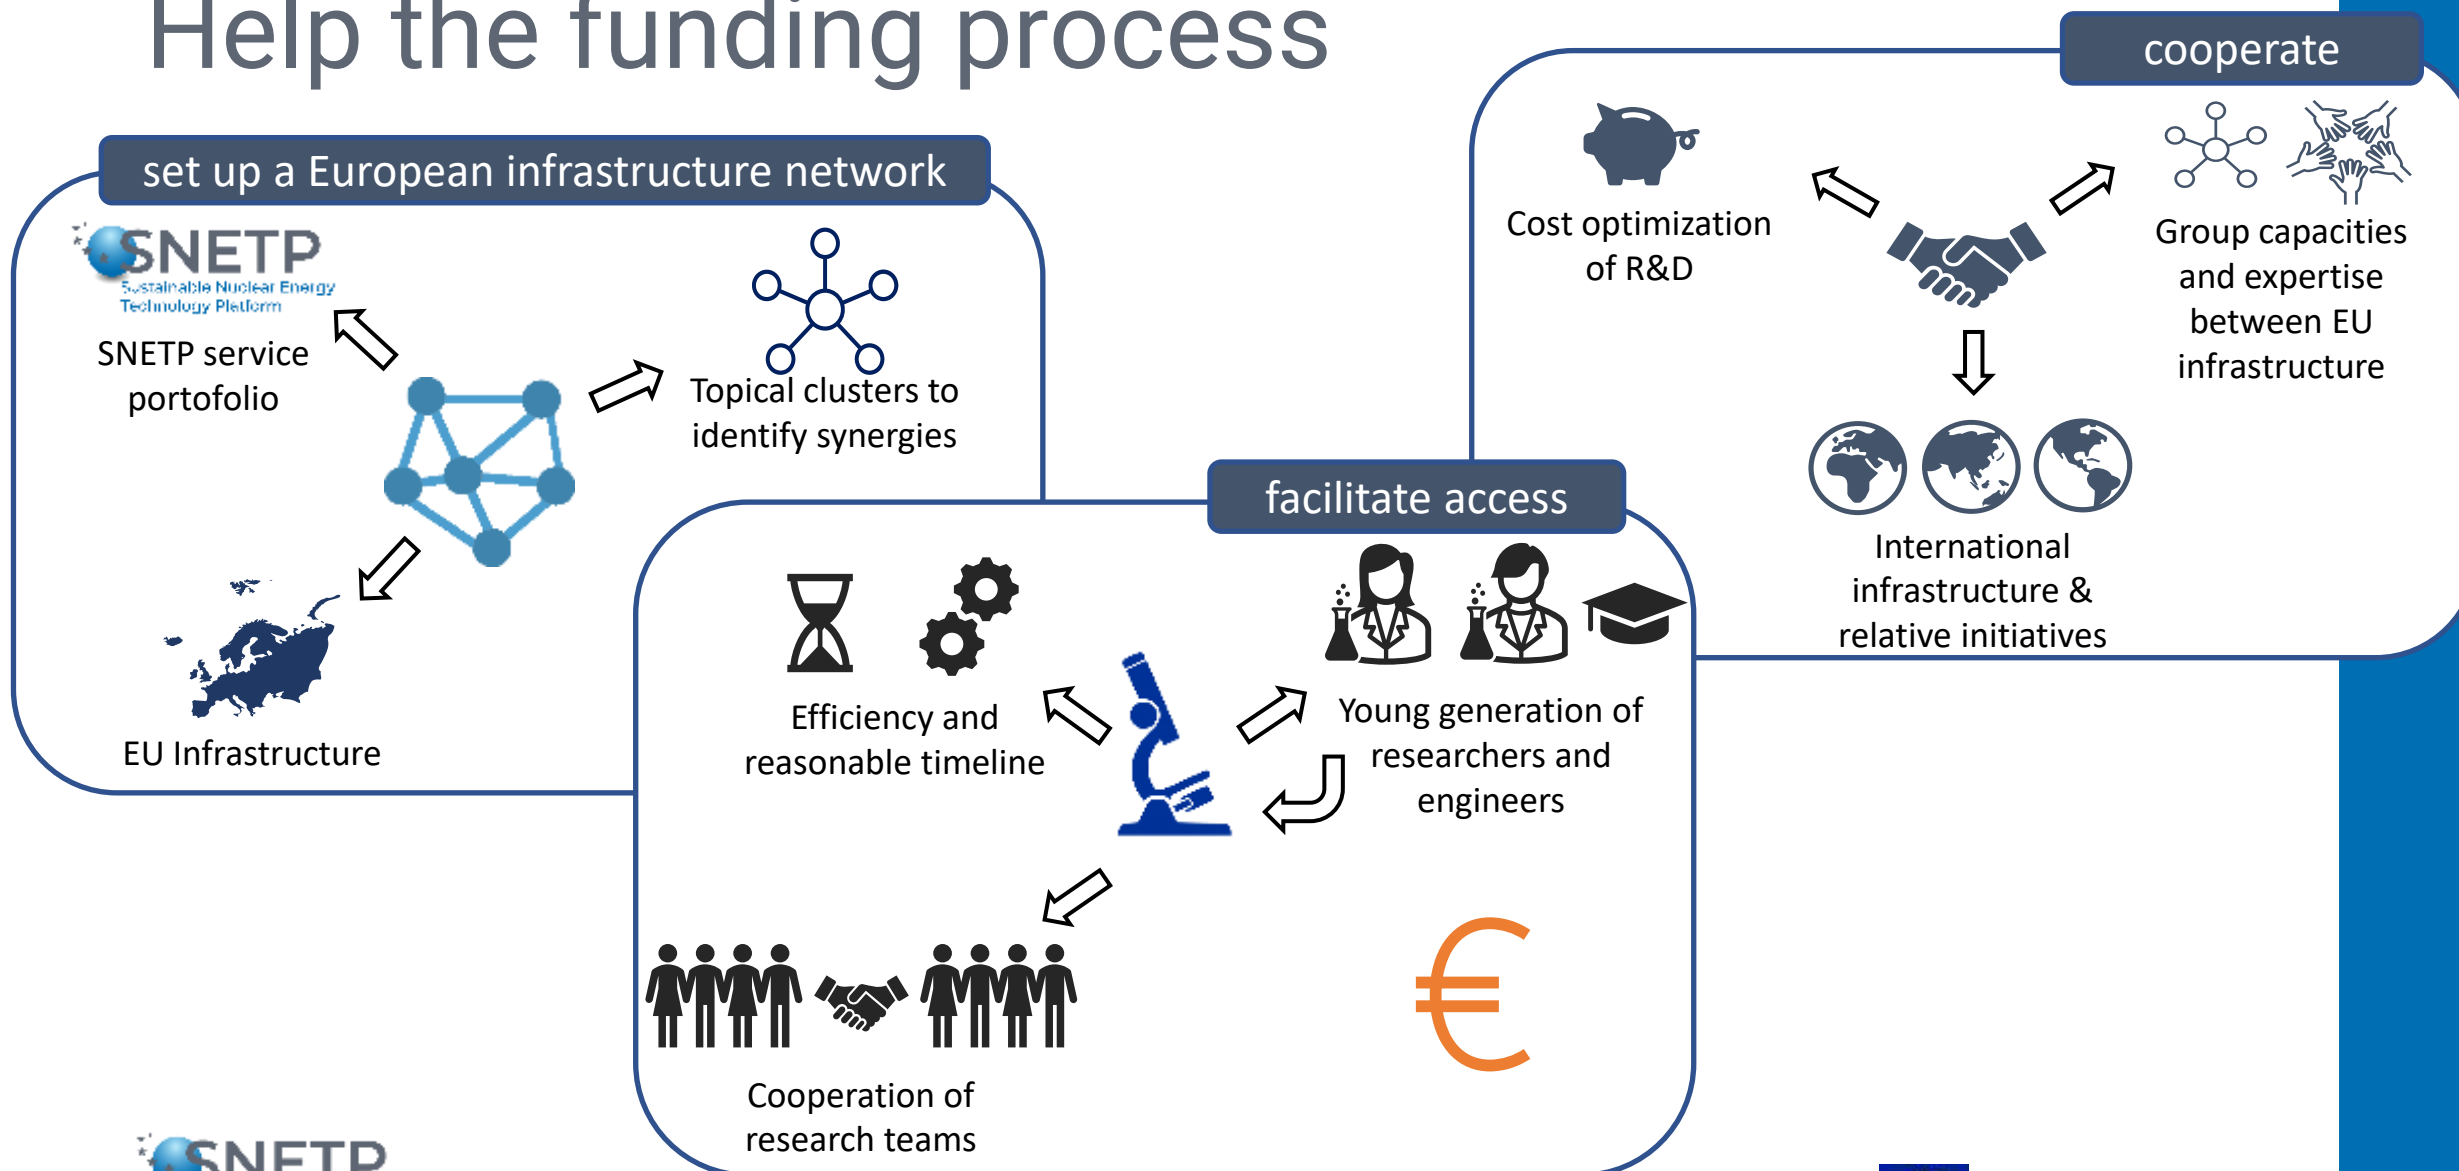 Help the funding process
cooperate
set up a European infrastructure network
SNETP
Sustainable Nuclear Energy
Technology Platform
SNETP service
portofolio
Topical clusters to
identify synergies
EU Infrastructure
Cost optimization
of R&D
Group capacities
and expertise
between EU
infrastructure
International
infrastructure &
relative initiatives
facilitate access
Efficiency and
reasonable timeline
Young generation of
researchers and
engineers
€
Cooperation of
research teams
SNETP